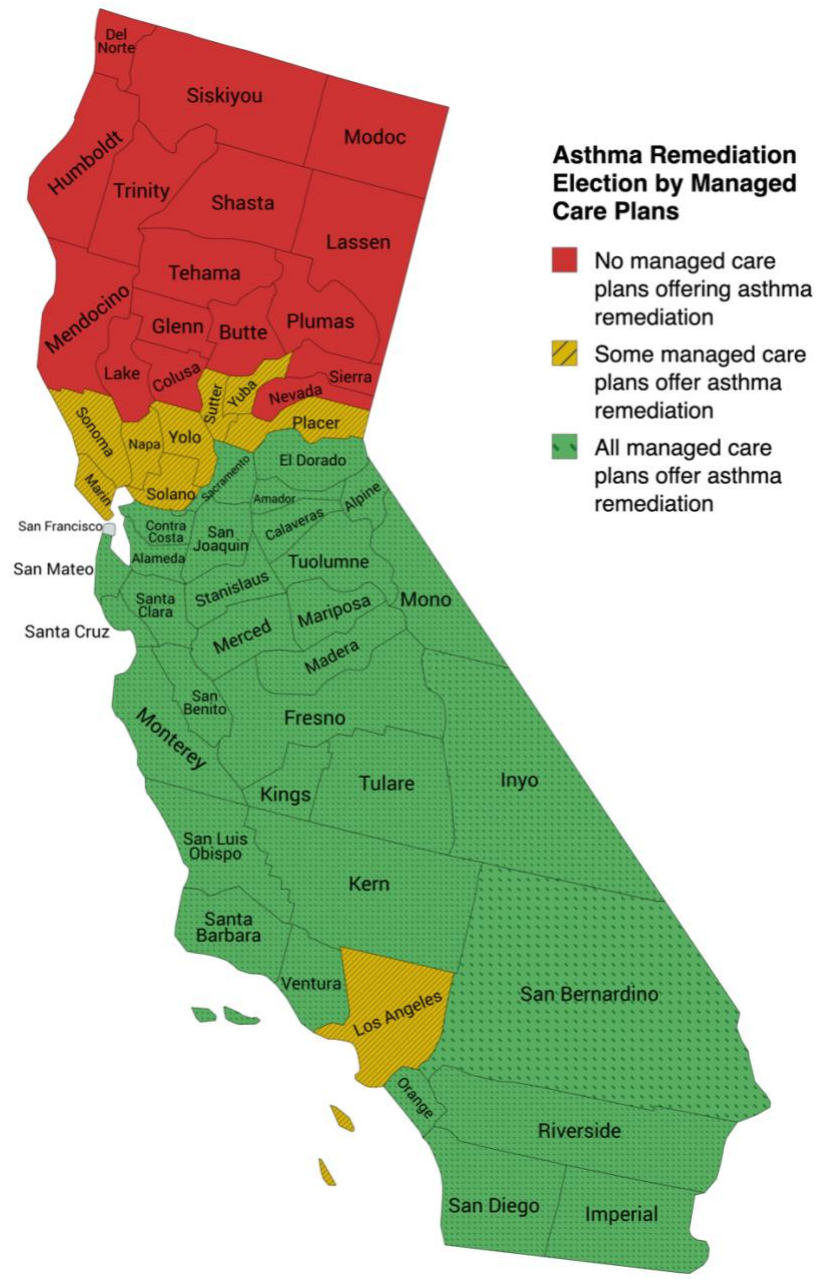 Del
Norte
Siskiyou
Modoc
Humboldt
Trinity
Shasta
Lassen
Tehama
Mendocino
Glenn
Butte
Plumas
Lake
Colusa
Sierra
Nevada
Sutter
Yuba
Placer
Sonoma
Napa
Yolo
Marin
Solano
Sacramento
El Dorado
Amador
Alpine
San Francisco
Contra
Costa
San
Joaquin
Calaveras
Alameda
Tuolumne
San Mateo
Santa
Clara
Stanislaus
Mariposa
Mono
Santa Cruz
Merced
Madera
San
Benito
Monterey
Fresno
Kings
Tulare
Inyo
San Luis
Obispo
Kern
Santa
Barbara
Ventura
Los Angeles
San Bernardino
Orange
Riverside
San Diego
Imperial
Asthma Remediation
Election by Managed
Care Plans
No managed care
plans offering asthma
remediation
Some managed care
plans offer asthma
remediation
All managed care
plans offer asthma
remediation